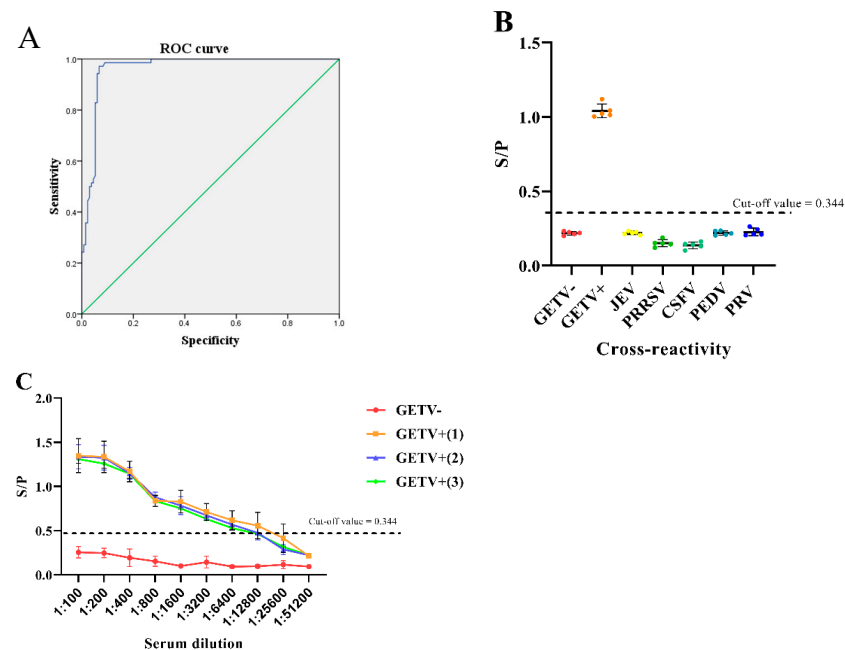 A
ROC curve
1.0
0.8
0.6
0.4
0.2
0.0
Sensitivity
0.0 0.2 0.4 0.6 0.8 1.0
Specificity
B
1.5
1.0
0.5
0.0
S/P
Cut-off value = 0.344
GETV- GETV+ JEV PRRSV CSFV PEDV PRV
Cross-reactivity
C
2.0
1.5
1.0
0.5
0.0
S/P
GETV-
GETV+(1)
GETV+(2)
GETV+(3)
Cut-off value = 0.344
1:100 1:200 1:400 1:800 1:1600 1:3200 1:6400 1:12800 1:25600 1:51200
Serum dilution